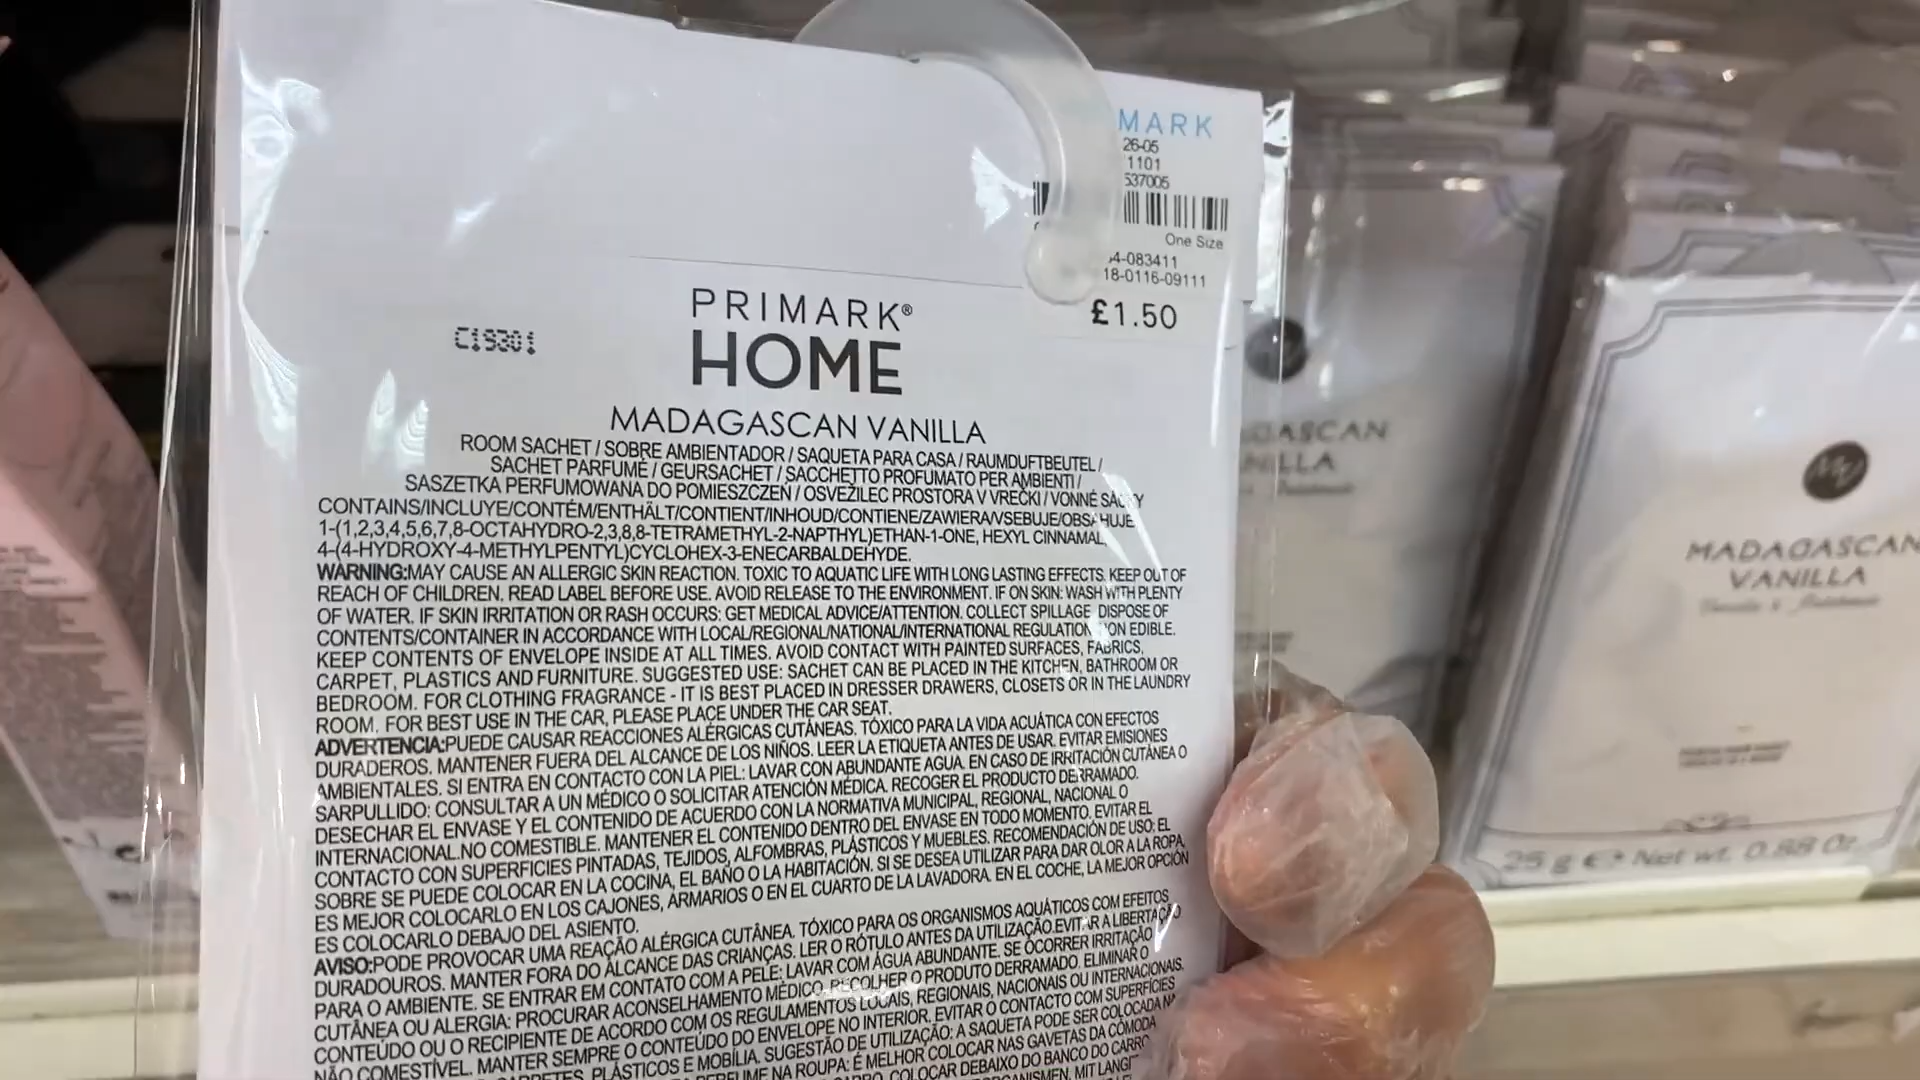 MARK
26-05
1101
537005
One Size
4-083411
18-0116-09111
£1.50
C19301
PRIMARK®
HOME
MADAGASCAN VANILLA
ROOM SACHET / SOBRE AMBIENTADOR / SAQUETA PARA CASA / RAUMDUFTBEUTEL /
SACHET PARFUMÉ / GEURSACHET / SACCHETTO PROFUMATO PER AMBIENTI /
SASZETKA PERFUMOWANA DO POMIESZCZEŃ / OSVEŽILEC PROSTORA V VREČKI / VONNÉ
CONTAINS/INCLUYE/CONTÉM/ENTHÄLT/CONTIENT/INHOUD/CONTIENE/ZAWIERA/VSEBUJE/OBSAHUJE
1-(1,2,3,4,5,6,7,8-OCTAHYDRO-2,3,8,8-TETRAMETHYL-2-NAPTHYL)ETHAN-1-ONE, HEXYL CINNAMAL,
4-(4-HYDROXY-4-METHYLPENTYL)CYCLOHEX-3-ENECARBALDEHYDE.
WARNING:MAY CAUSE AN ALLERGIC SKIN REACTION. TOXIC TO AQUATIC LIFE WITH LONG LASTING EFFECTS. KEEP OUT OF
REACH OF CHILDREN. READ LABEL BEFORE USE. AVOID RELEASE TO THE ENVIRONMENT. IF ON SKIN: WASH WITH PLENTY
OF WATER. IF SKIN IRRITATION OR RASH OCCURS: GET MEDICAL ADVICE/ATTENTION. COLLECT SPILLAGE. DISPOSE OF
CONTENTS/CONTAINER IN ACCORDANCE WITH LOCAL/REGIONAL/NATIONAL/INTERNATIONAL REGULATION. NON EDIBLE.
KEEP CONTENTS OF ENVELOPE INSIDE AT ALL TIMES. AVOID CONTACT WITH PAINTED SURFACES, FABRICS,
CARPET, PLASTICS AND FURNITURE. SUGGESTED USE: SACHET CAN BE PLACED IN THE KITCHEN, BATHROOM OR
BEDROOM. FOR CLOTHING FRAGRANCE - IT IS BEST PLACED IN DRESSER DRAWERS, CLOSETS OR IN THE LAUNDRY
ROOM. FOR BEST USE IN THE CAR, PLEASE PLACE UNDER THE CAR SEAT.
ADVERTENCIA:PUEDE CAUSAR REACCIONES ALÉRGICAS CUTÁNEAS. TÓXICO PARA LA VIDA ACUÁTICA CON EFECTOS
DURADEROS. MANTENER FUERA DEL ALCANCE DE LOS NIÑOS. LEER LA ETIQUETA ANTES DE USAR. EVITAR EMISIONES
AMBIENTALES. SI ENTRA EN CONTACTO CON LA PIEL: LAVAR CON ABUNDANTE AGUA. EN CASO DE IRRITACIÓN CUTÁNEA O
SARPULLIDO: CONSULTAR A UN MÉDICO O SOLICITAR ATENCIÓN MÉDICA. RECOGER EL PRODUCTO DERRAMADO.
DESECHAR EL ENVASE Y EL CONTENIDO DE ACUERDO CON LA NORMATIVA MUNICIPAL, REGIONAL, NACIONAL O
INTERNACIONAL.NO COMESTIBLE. MANTENER EL CONTENIDO DENTRO DEL ENVASE EN TODO MOMENTO. EVITAR EL
CONTACTO CON SUPERFICIES PINTADAS, TEJIDOS, ALFOMBRAS, PLÁSTICOS Y MUEBLES. RECOMENDACIÓN DE USO: EL
SOBRE SE PUEDE COLOCAR EN LA COCINA, EL BAÑO O LA HABITACIÓN. SI SE DESEA UTILIZAR PARA DAR OLOR A LA ROPA,
ES MEJOR COLOCARLO EN LOS CAJONES, ARMARIOS O EN EL CUARTO DE LA LAVADORA. EN EL COCHE, LA MEJOR OPCIÓN
ES COLOCARLO DEBAJO DEL ASIENTO.
AVISO:PODE PROVOCAR UMA REAÇÃO ALÉRGICA CUTÂNEA. TÓXICO PARA OS ORGANISMOS AQUÁTICOS COM EFEITOS
DURADOUROS. MANTER FORA DO ALCANCE DAS CRIANÇAS. LER O RÓTULO ANTES DA UTILIZAÇÃO.EVITAR A LIBERTAÇÃO
PARA O AMBIENTE. SE ENTRAR EM CONTATO COM A PELE: LAVAR COM ÁGUA ABUNDANTE. SE OCORRER IRRITAÇÃO
CUTÂNEA OU ALERGIA: PROCURAR ACONSELHAMENTO MÉDICO. RECOLHER O PRODUTO DERRAMADO. ELIMINAR O
CONTEÚDO OU O RECIPIENTE DE ACORDO COM OS REGULAMENTOS LOCAIS, REGIONAIS, NACIONAIS OU INTERNACIONAIS.
NÃO COMESTÍVEL. MANTER SEMPRE O CONTEÚDO DO ENVELOPE NO INTERIOR. EVITAR O CONTACTO COM SUPERFÍCIES
PLÁSTICOS E MOBÍLIA. SUGESTÃO DE UTILIZAÇÃO: A SAQUETA PODE SER COLOCADA NA
NA ROUPA: É MELHOR COLOCAR NAS GAVETAS DA CÔMODA
COLOCAR DEBAIXO DO BANCO DO CARRO
MADAGASCAN
VANILLA
25 g ℮ Net wt. 0.88 Oz